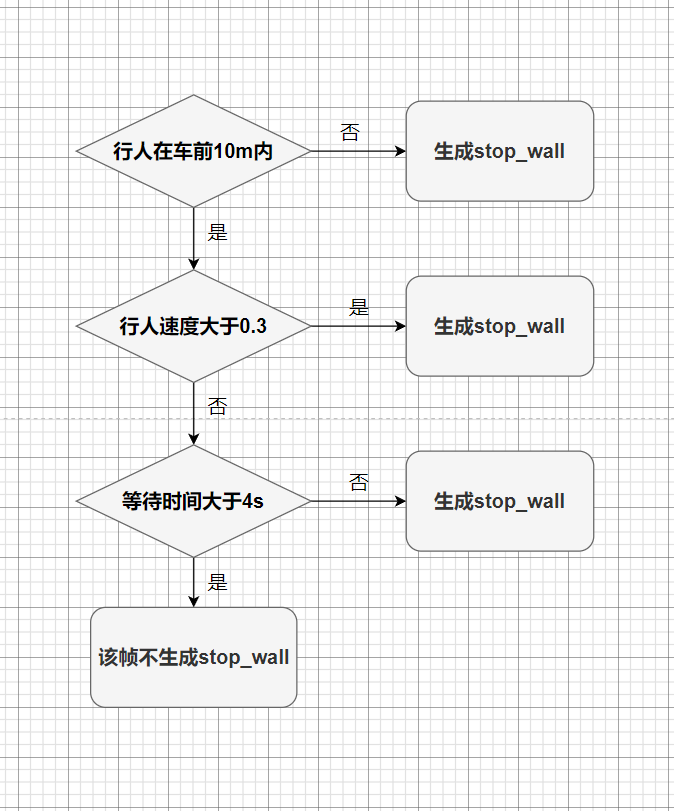 行人在车前10m内
否
生成stop_wall
是
行人速度大于0.3
是
生成stop_wall
否
等待时间大于4s
否
生成stop_wall
是
该帧不生成stop_wall